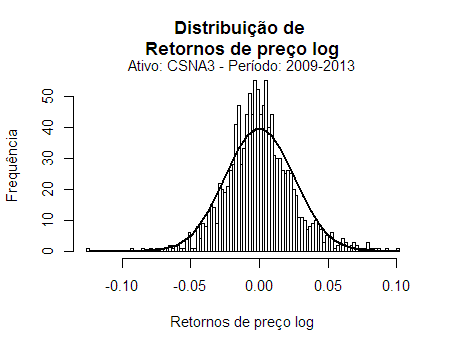 Distribuição de
Retornos de preço log
Ativo: CSNA3 - Período: 2009-2013
Frequência
50
40
30
20
10
0
-0.10 -0.05 0.00 0.05 0.10
Retornos de preço log